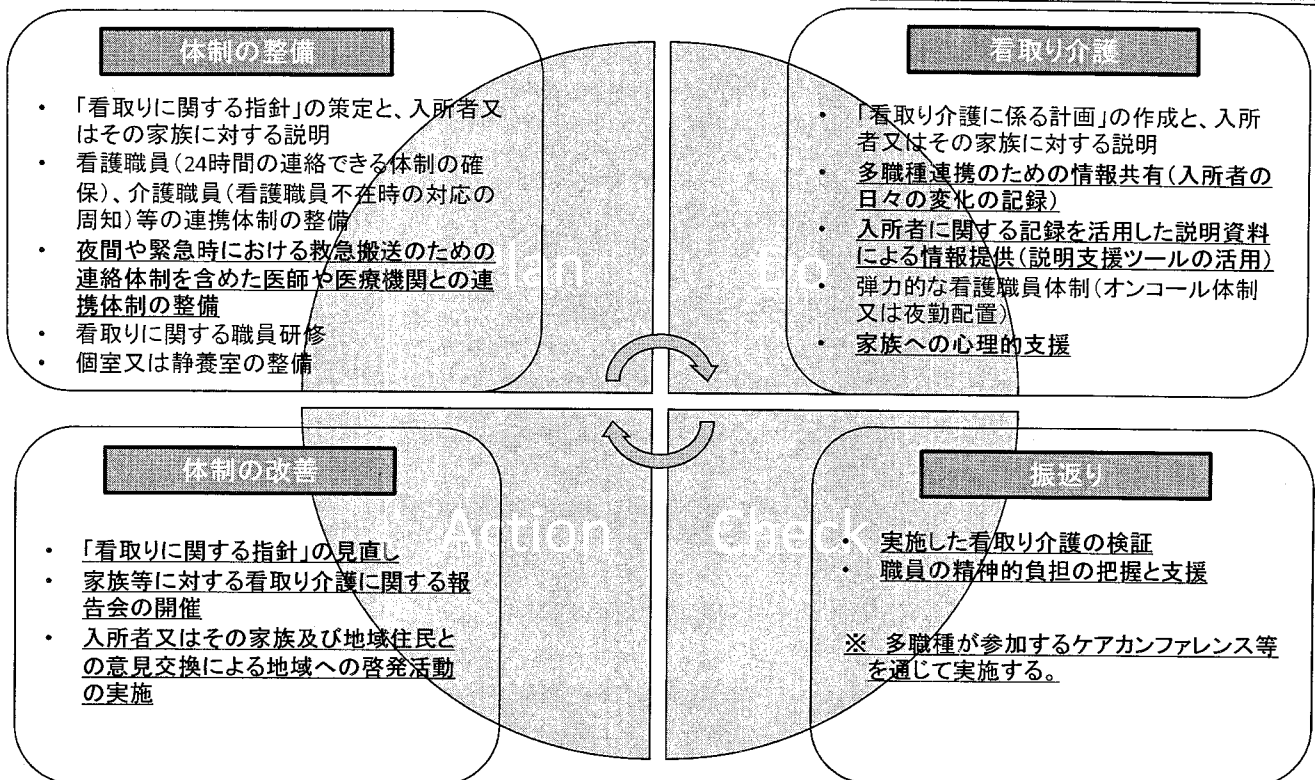 体制の整備
・ 「看取りに関する指針」の策定と、入所者又
はその家族に対する説明
・ 看護職員(24時間の連絡できる体制の確
保)、介護職員(看護職員不在時の対応の
周知)等の連携体制の整備
・ 夜間や緊急時における救急搬送のための
連絡体制を含めた医師や医療機関との連
携体制の整備
・ 看取りに関する職員研修
・ 個室又は静養室の整備
Plan
看取り介護
・ 「看取り介護に係る計画」の作成と、入所
者又はその家族に対する説明
・ 多職種連携のための情報共有(入所者の
日々の変化の記録)
・ 入所者に関する記録を活用した説明資料
による情報提供(説明支援ツールの活用)
・ 弾力的な看護職員体制(オンコール体制
又は夜勤配置)
・ 家族への心理的支援
Do
体制の改善
・ 「看取りに関する指針」の見直し
・ 家族等に対する看取り介護に関する報
告会の開催
・ 入所者又はその家族及び地域住民と
の意見交換による地域への啓発活動
の実施
Action
振返り
・ 実施した看取り介護の検証
・ 職員の精神的負担の把握と支援
※ 多職種が参加するケアカンファレンス等
を通じて実施する。
Check